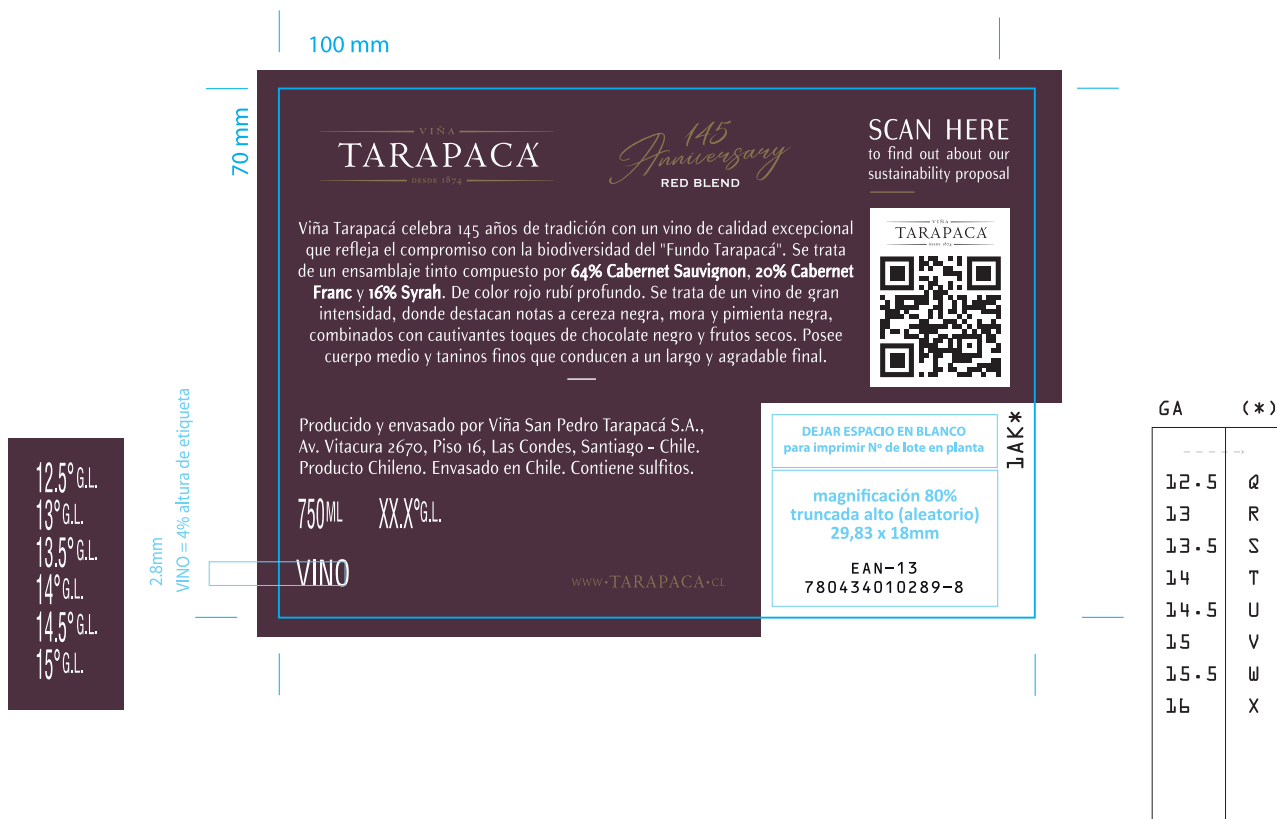 100 mm
70 mm
VIÑA
TARAPACÁ
DESDE 1874
145
Anniversary
RED BLEND
SCAN HERE
to find out about our
sustainability proposal
VIÑA
TARAPACÁ
DESDE 1874
Viña Tarapacá celebra 145 años de tradición con un vino de calidad excepcional
que refleja el compromiso con la biodiversidad del "Fundo Tarapacá". Se trata
de un ensamblaje tinto compuesto por 64% Cabernet Sauvignon, 20% Cabernet
Franc y 16% Syrah. De color rojo rubí profundo. Se trata de un vino de gran
intensidad, donde destacan notas a cereza negra, mora y pimienta negra,
combinados con cautivantes toques de chocolate negro y frutos secos. Posee
cuerpo medio y taninos finos que conducen a un largo y agradable final.
Producido y envasado por Viña San Pedro Tarapacá S.A.,
Av. Vitacura 2670, Piso 16, Las Condes, Santiago - Chile.
Producto Chileno. Envasado en Chile. Contiene sulfitos.
750ML XX.X°G.L.
VINO
WWW•TARAPACA•CL
DEJAR ESPACIO EN BLANCO
para imprimir Nº de lote en planta
1AK*
magnificación 80%
truncada alto (aleatorio)
29,83 x 18mm
EAN-13
780434010289-8
2.8mm
VINO = 4% altura de etiqueta
12.5°G.L.
13°G.L.
13.5°G.L.
14°G.L.
14.5°G.L.
15°G.L.
GA (*)
12.5 Q
13 R
13.5 S
14 T
14.5 U
15 V
15.5 W
16 X